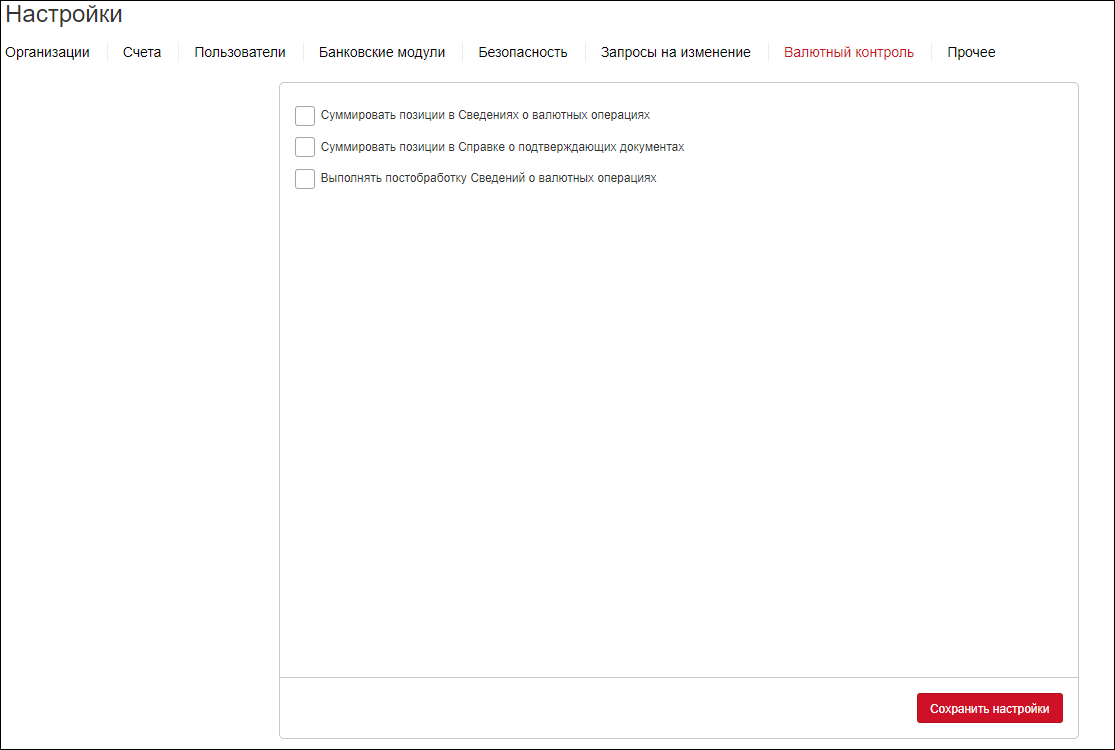 Настройки
Организации Счета Пользователи Банковские модули Безопасность Запросы на изменение Валютный контроль Прочее
Суммировать позиции в Сведениях о валютных операциях
Суммировать позиции в Справке о подтверждающих документах
Выполнять постобработку Сведений о валютных операциях
Сохранить настройки